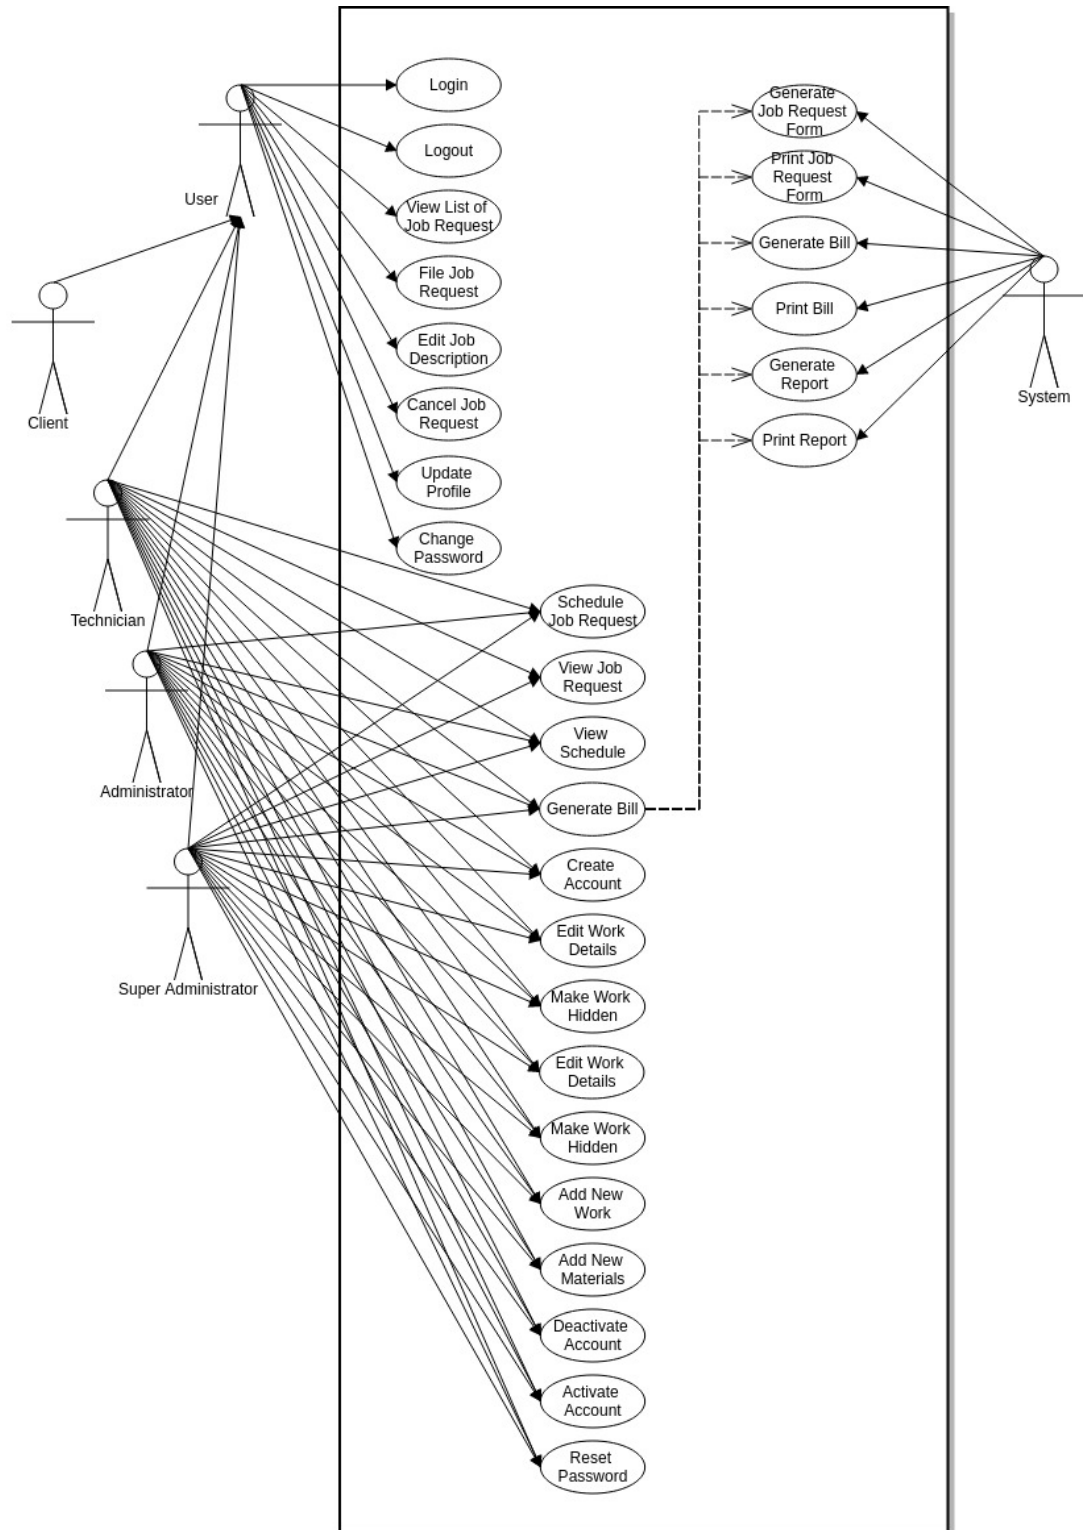 Login
Logout
View List of
Job Request
File Job
Request
Edit Job
Description
Cancel Job
Request
Update
Profile
Change
Password
User
Client
Technician
Administrator
Super Administrator
Schedule
Job Request
View Job
Request
View
Schedule
Generate Bill
Create
Account
Edit Work
Details
Make Work
Hidden
Edit Work
Details
Make Work
Hidden
Add New
Work
Add New
Materials
Deactivate
Account
Activate
Account
Reset
Password
Generate
Job Request
Form
Print Job
Request
Form
Generate Bill
Print Bill
Generate
Report
Print Report
System